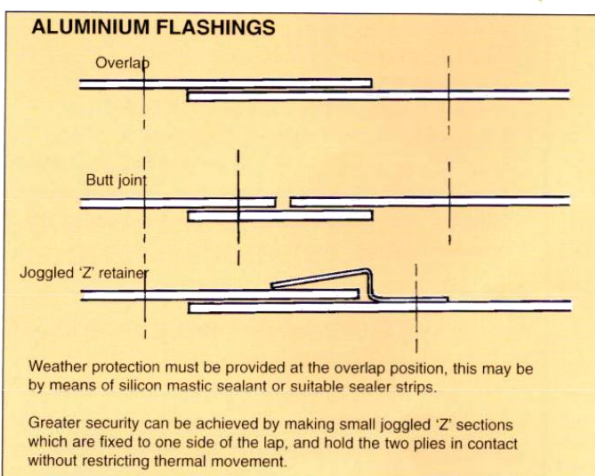 ALUMINIUM FLASHINGS
Overlap
Butt joint
Joggled 'Z' retainer
Weather protection must be provided at the overlap position, this may be
by means of silicon mastic sealant or suitable sealer strips.
Greater security can be achieved by making small joggled 'Z' sections
which are fixed to one side of the lap, and hold the two plies in contact
without restricting thermal movement.